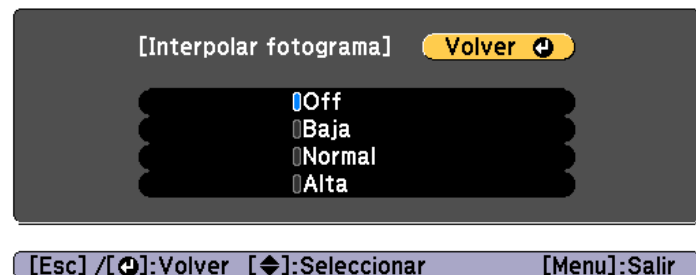 [Interpolar fotograma] Volver
Off
Baja
Normal
Alta
[Esc] /[⏎]:Volver [◆]:Seleccionar [Menu]:Salir